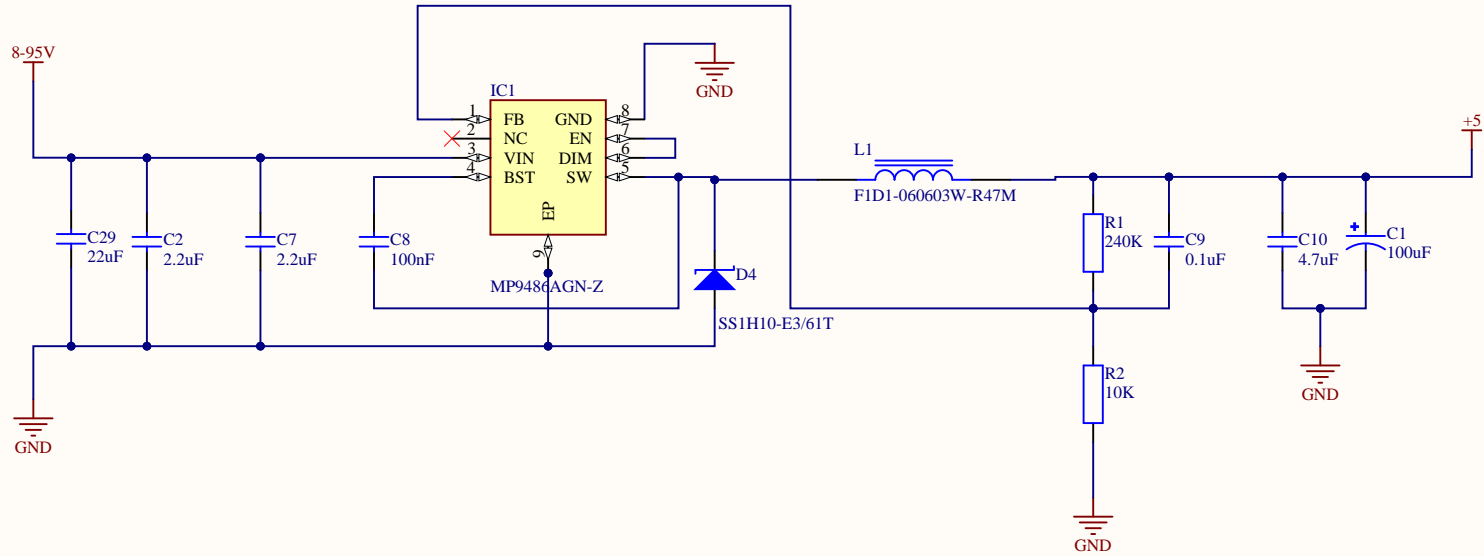 8-95V
GND
IC1
1 FB GND 8
2 NC EN 7
3 VIN DIM 6
4 BST SW 5
EP
9
MP9486AGN-Z
+5
L1
F1D1-060603W-R47M
C29
22uF
C2
2.2uF
C7
2.2uF
C8
100nF
R1
240K
C9
0.1uF
C10
4.7uF
C1
100uF
D4
SS1H10-E3/61T
R2
10K
GND
GND
GND